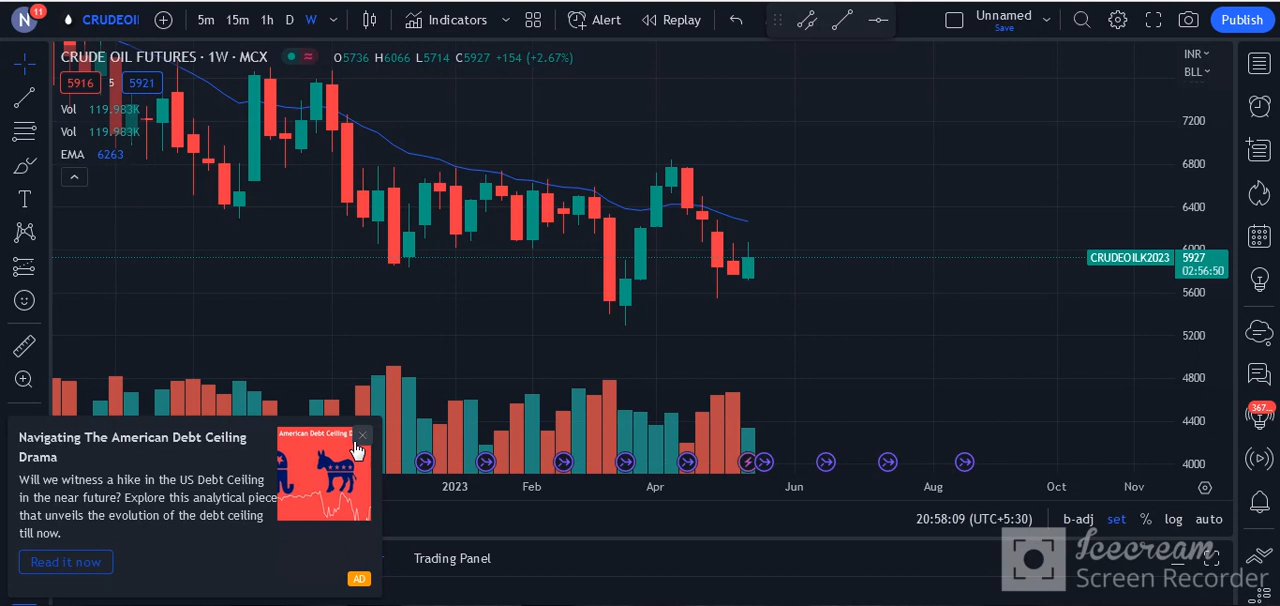 N 11 CRUDEOI 5m 15m 1h D W Indicators Alert Replay Unnamed Save Publish
CRUDE OIL FUTURES · 1W · MCX O5736 H6066 L5714 C5927 +154 (+2.67%)
INR
BLL
5916 5 5921
Vol 119.983K
Vol 119.983K
EMA 6263
7200
6800
6400
6000
CRUDEOILK2023 5927
02:56:50
5600
5200
4800
4400
4000
367...
2023 Feb Apr Jun Aug Oct Nov
20:58:09 (UTC+5:30) b-adj set % log auto
Trading Panel
Navigating The American Debt Ceiling
Drama
Will we witness a hike in the US Debt Ceiling
in the near future? Explore this analytical piece
that unveils the evolution of the debt ceiling
till now.
Read it now
AD
American Debt Ceiling D
Icecream
Screen Recorder